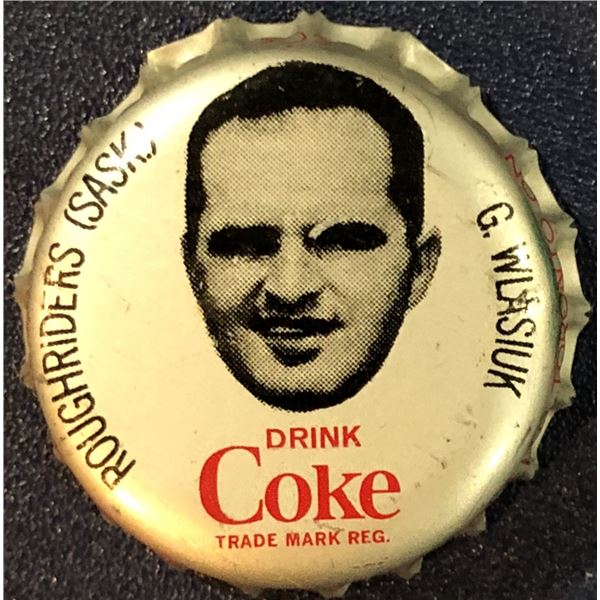 ROUGHRIDERS (SASK.)
G. WLASIUK
DRINK
Coke
TRADE MARK REG.